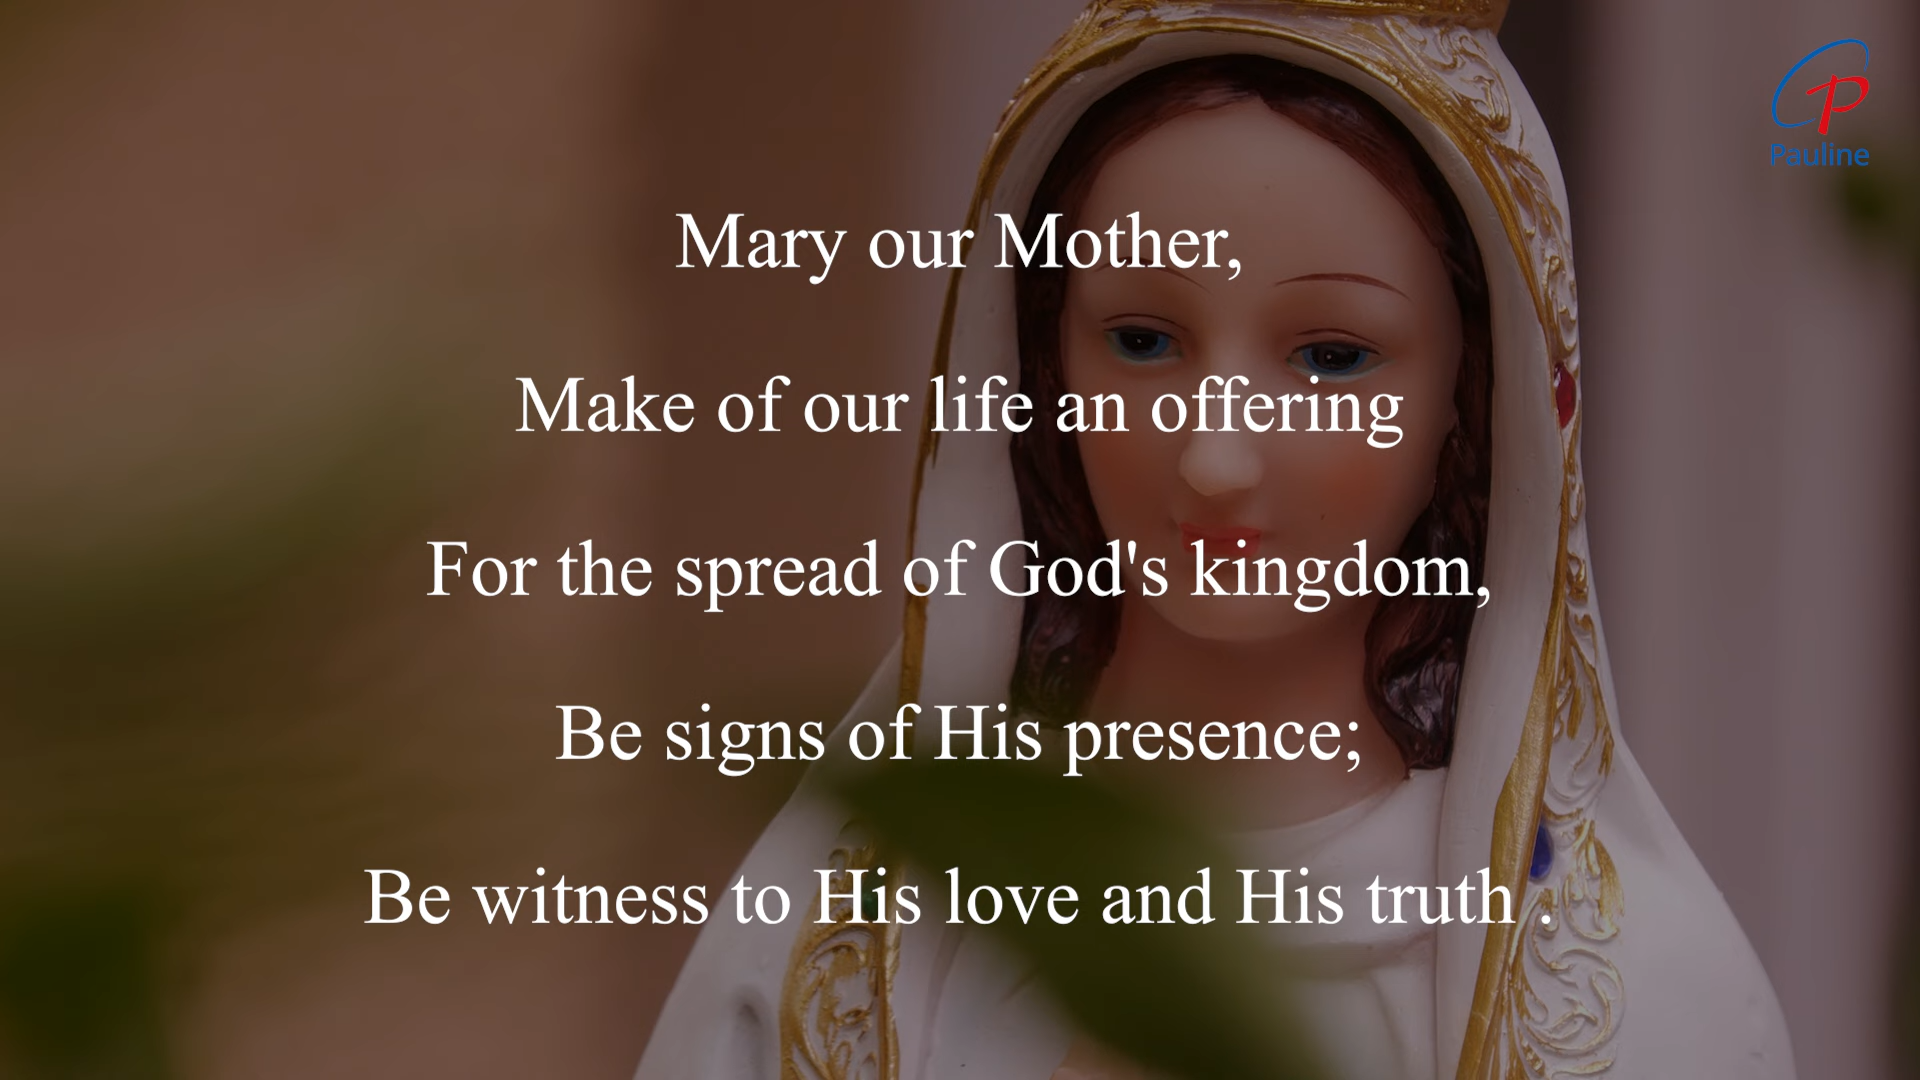 Pauline
Mary our Mother,
Make of our life an offering
For the spread of God's kingdom,
Be signs of His presence;
Be witness to His love and His truth .